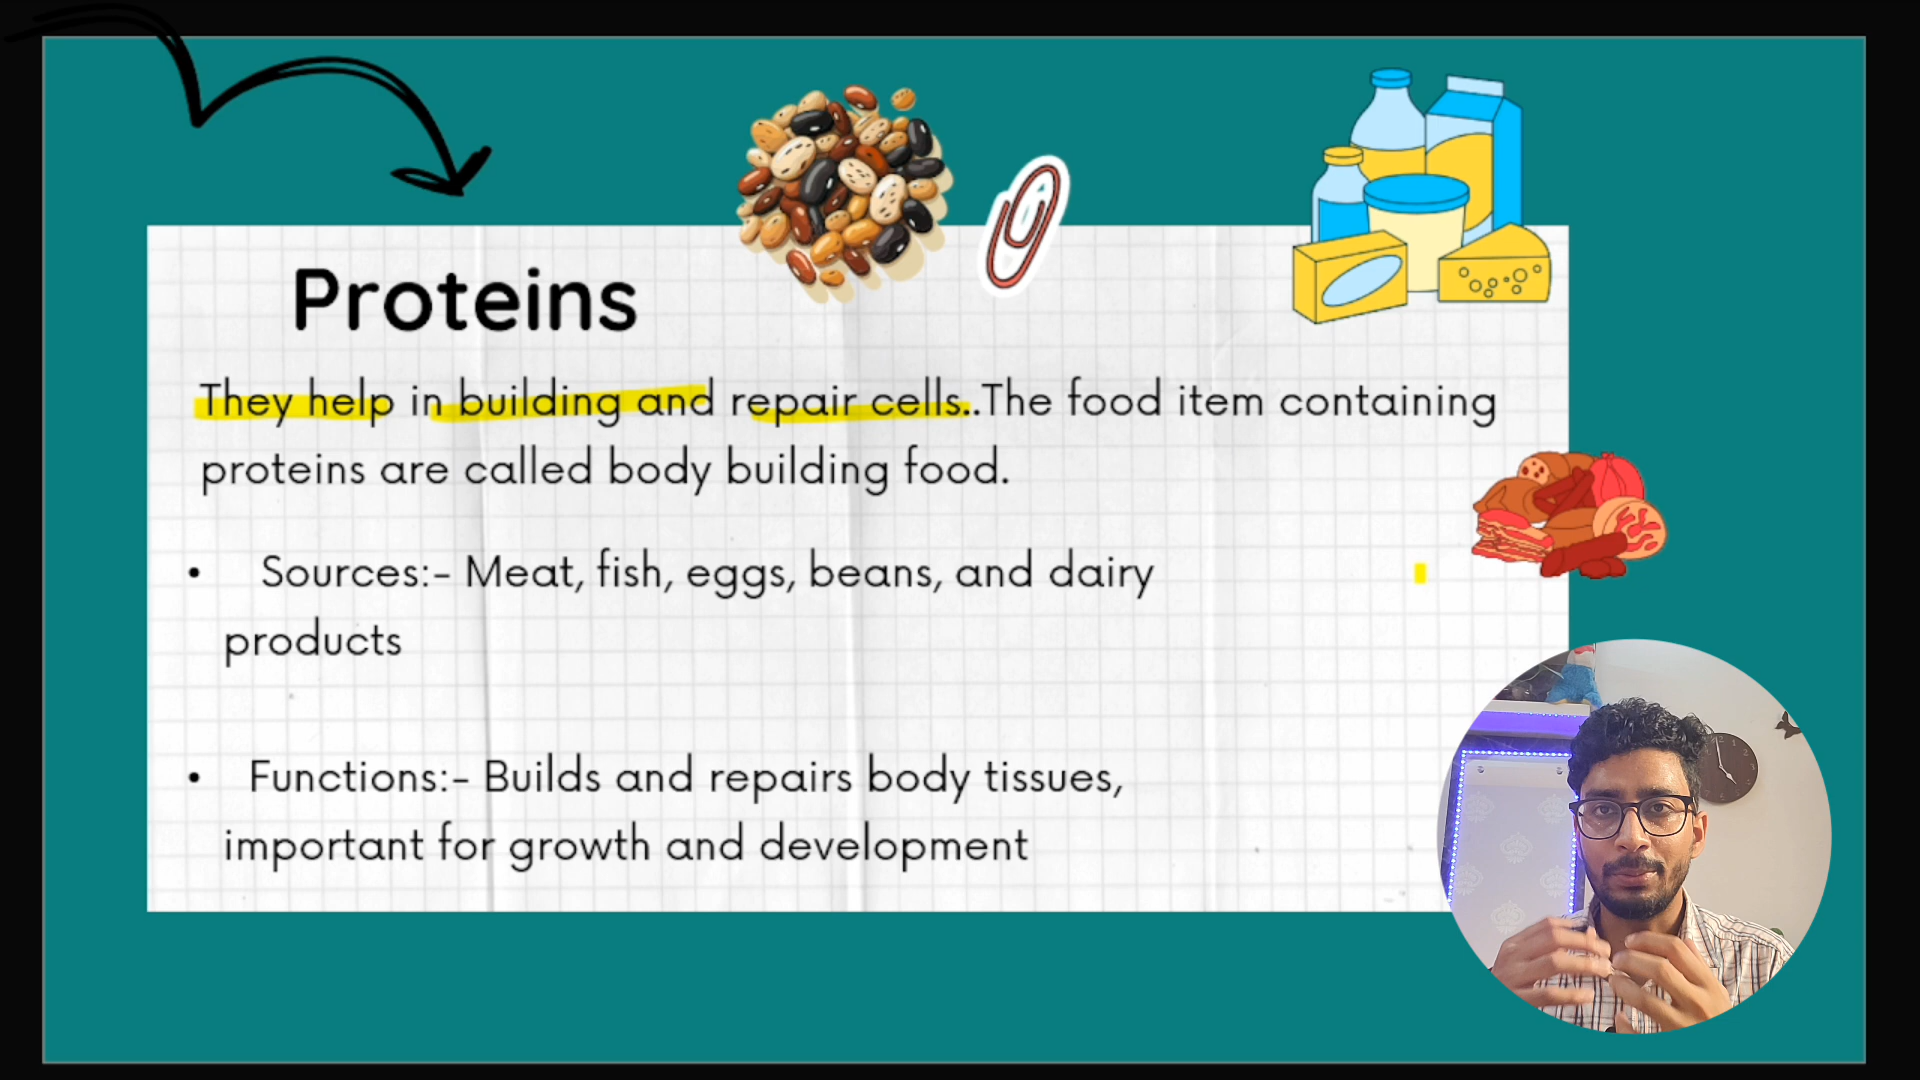 Proteins
They help in building and repair cells..The food item containing
proteins are called body building food.
• Sources:- Meat, fish, eggs, beans, and dairy
products
• Functions:- Builds and repairs body tissues,
important for growth and development